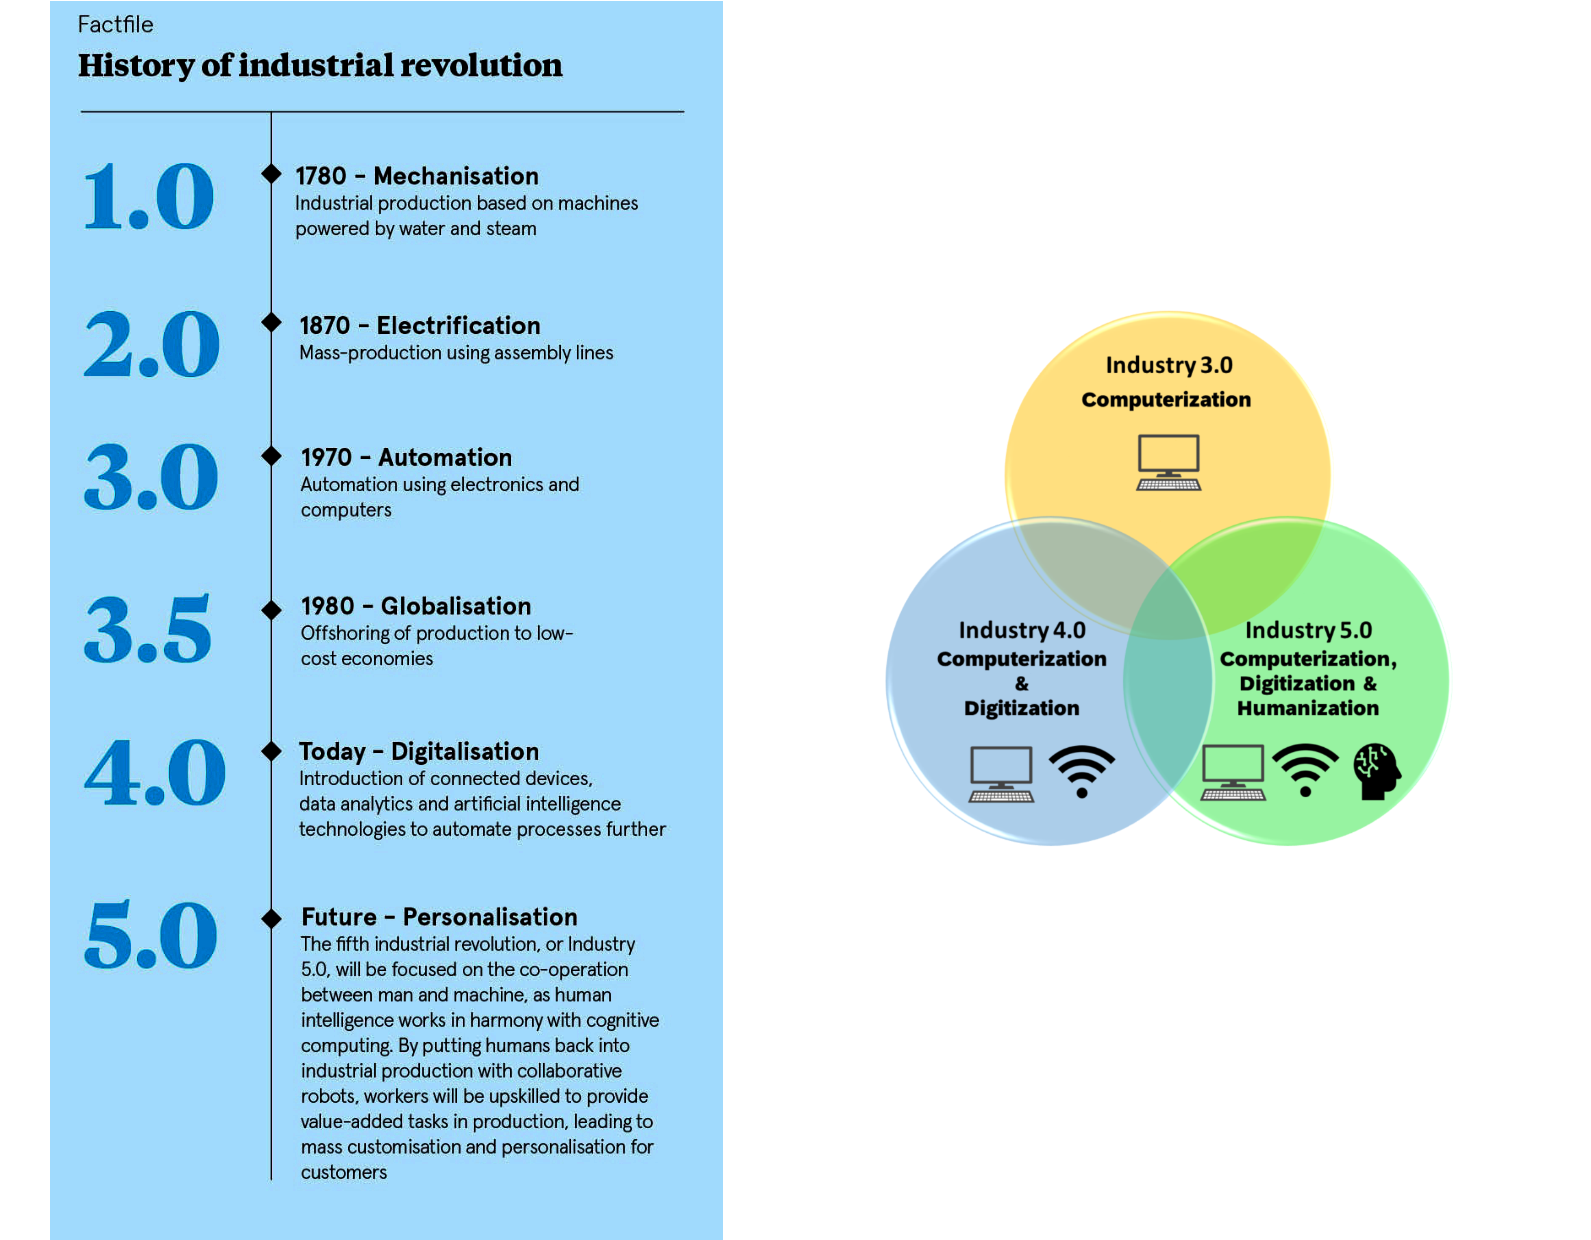 Factfile
History of industrial revolution
1.0
1780 – Mechanisation
Industrial production based on machines
powered by water and steam
2.0
1870 – Electrification
Mass-production using assembly lines
3.0
1970 – Automation
Automation using electronics and
computers
3.5
1980 – Globalisation
Offshoring of production to low-
cost economies
4.0
Today – Digitalisation
Introduction of connected devices,
data analytics and artificial intelligence
technologies to automate processes further
5.0
Future – Personalisation
The fifth industrial revolution, or Industry
5.0, will be focused on the co-operation
between man and machine, as human
intelligence works in harmony with cognitive
computing. By putting humans back into
industrial production with collaborative
robots, workers will be upskilled to provide
value-added tasks in production, leading to
mass customisation and personalisation for
customers
Industry 3.0
Computerization
Industry 4.0
Computerization
&
Digitization
Industry 5.0
Computerization,
Digitization &
Humanization